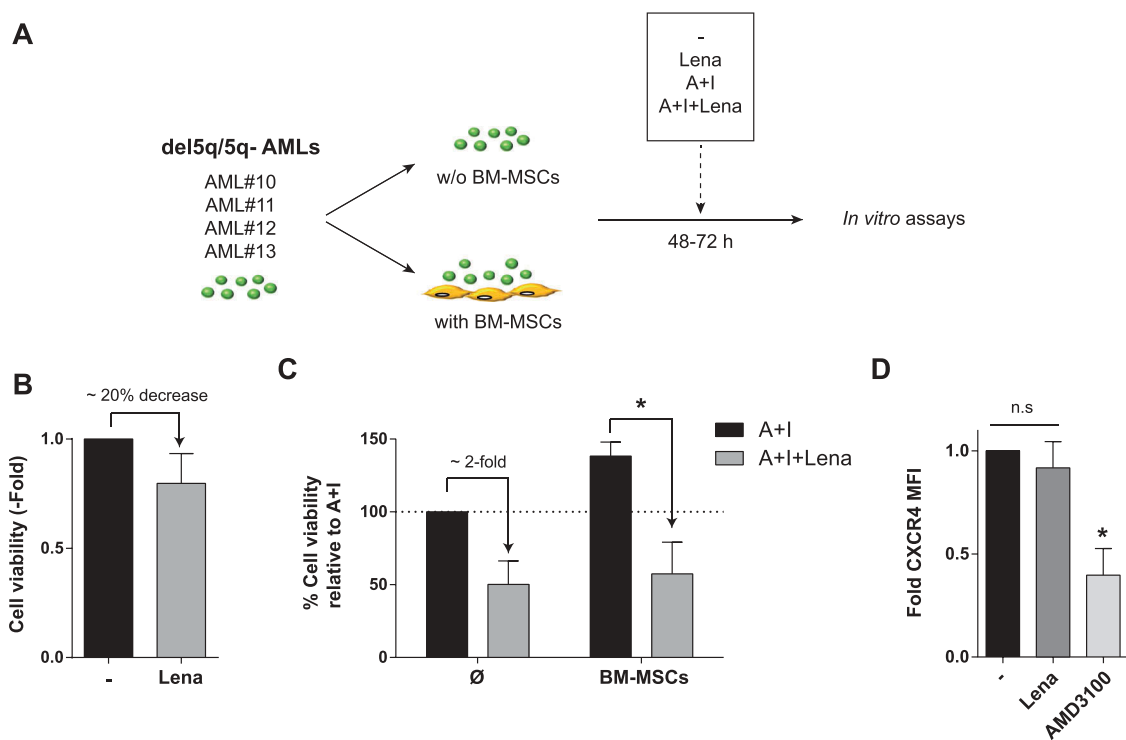 A
-
Lena
A+I
A+I+Lena
del5q/5q- AMLs
AML#10
AML#11
AML#12
AML#13
w/o BM-MSCs
with BM-MSCs
48-72 h
In vitro assays
B
~ 20% decrease
Cell viability (-Fold)
1.0
0.5
0.0
-
Lena
C
% Cell viability
relative to A+I
150
100
50
0
~ 2-fold
*
A+I
A+I+Lena
Ø
BM-MSCs
D
n.s
Fold CXCR4 MFI
1.0
0.5
0.0
*
-
Lena
AMD3100